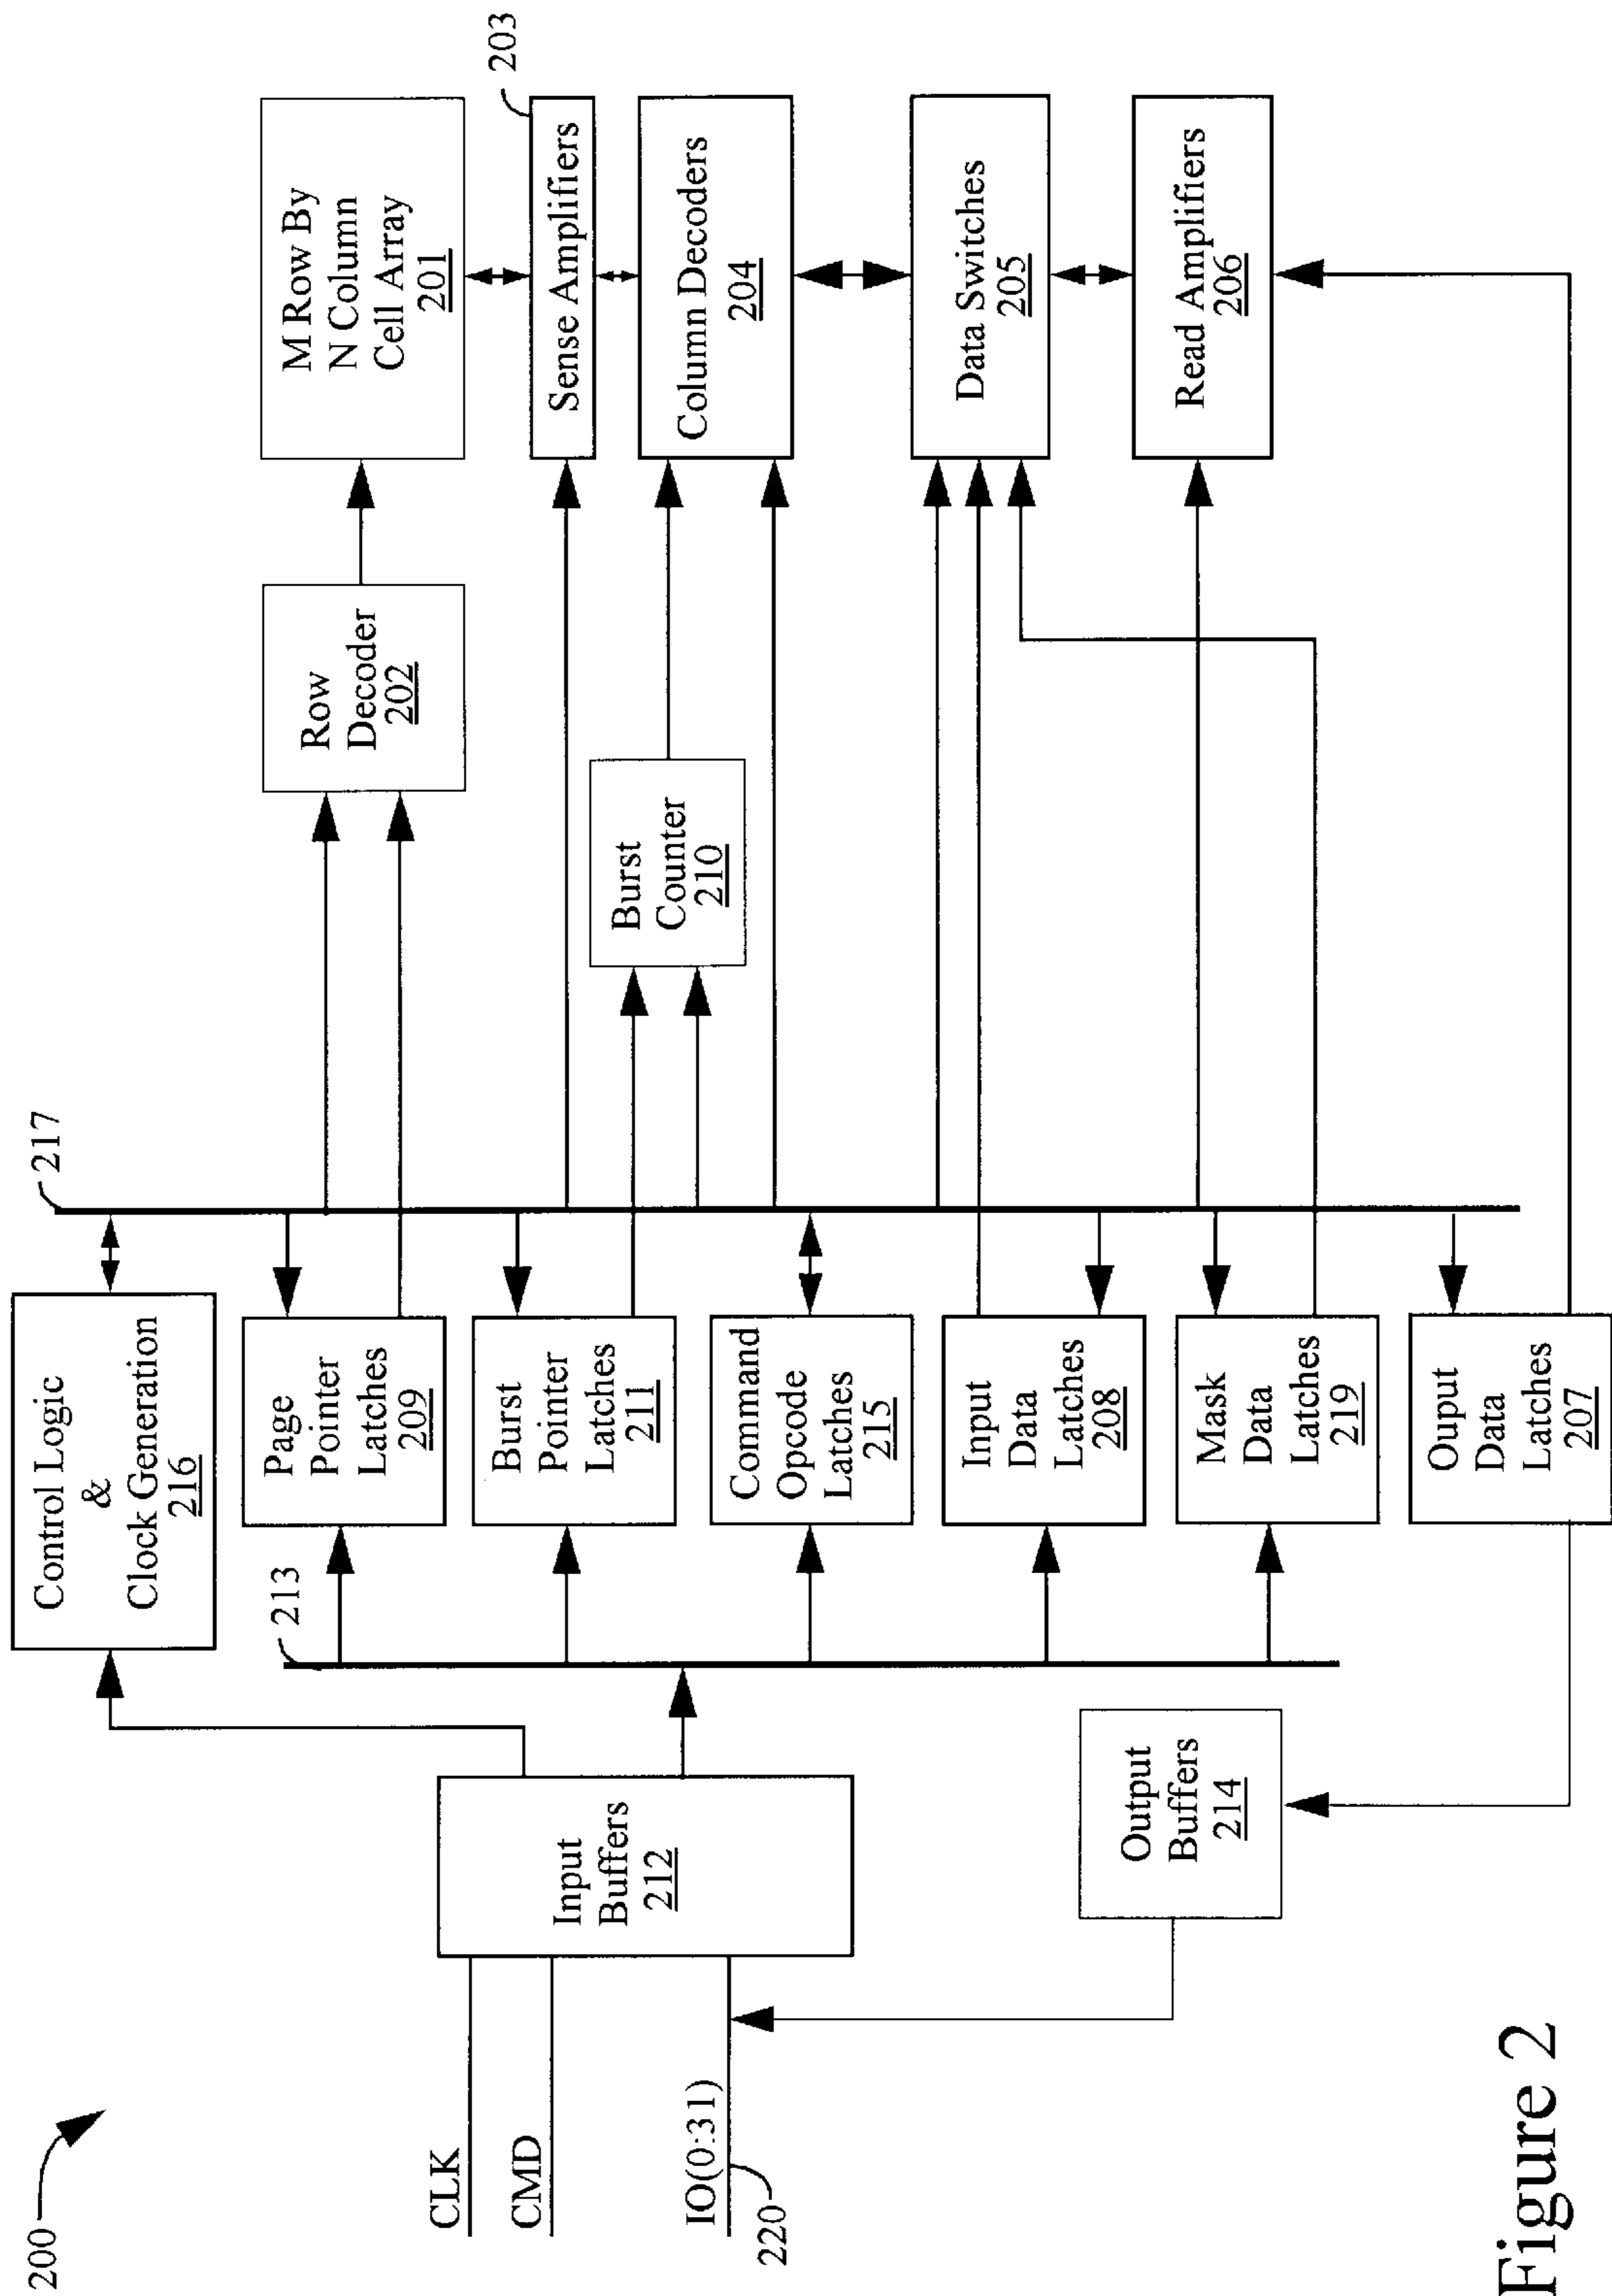 200
CLK
CMD
IO(0:31)
220
Input
Buffers
212
Output
Buffers
214
213
Control Logic
&
Clock Generation
216
Page
Pointer
Latches
209
Burst
Pointer
Latches
211
Command
Opcode
Latches
215
Input
Data
Latches
208
Mask
Data
Latches
219
Ouput
Data
Latches
207
217
Row
Decoder
202
Burst
Counter
210
M Row By
N Column
Cell Array
201
203
Sense Amplifiers
Column Decoders
204
Data Switches
205
Read Amplifiers
206
Figure 2